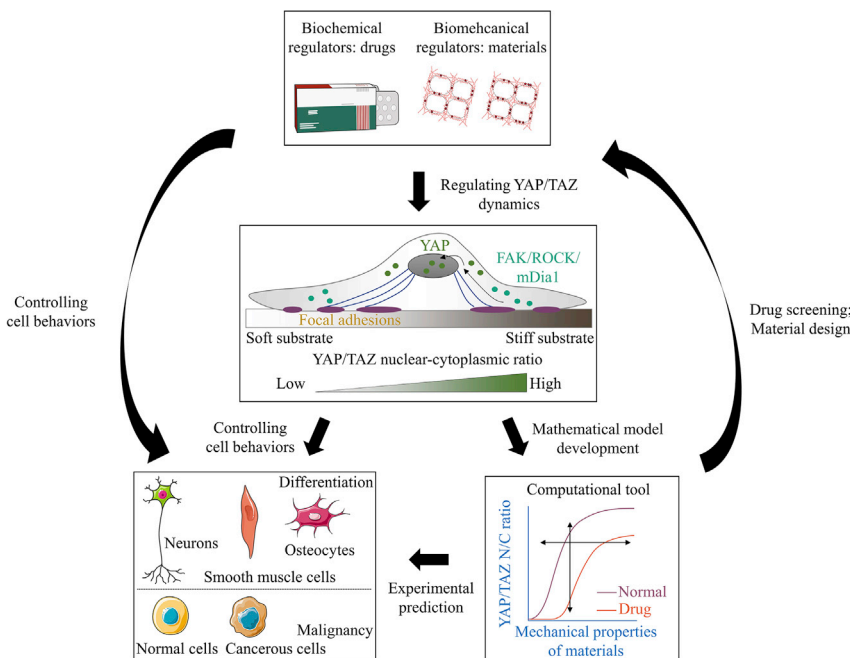 Biochemical
regulators: drugs
Biomehcanical
regulators: materials
Regulating YAP/TAZ
dynamics
YAP
FAK/ROCK/
mDia1
Focal adhesions
Soft substrate
Stiff substrate
YAP/TAZ nuclear-cytoplasmic ratio
Low
High
Controlling
cell behaviors
Drug screening;
Material design
Controlling
cell behaviors
Mathematical model
development
Differentiation
Neurons
Osteocytes
Smooth muscle cells
Malignancy
Normal cells
Cancerous cells
Experimental
prediction
Computational tool
YAP/TAZ N/C ratio
Normal
Drug
Mechanical properties
of materials